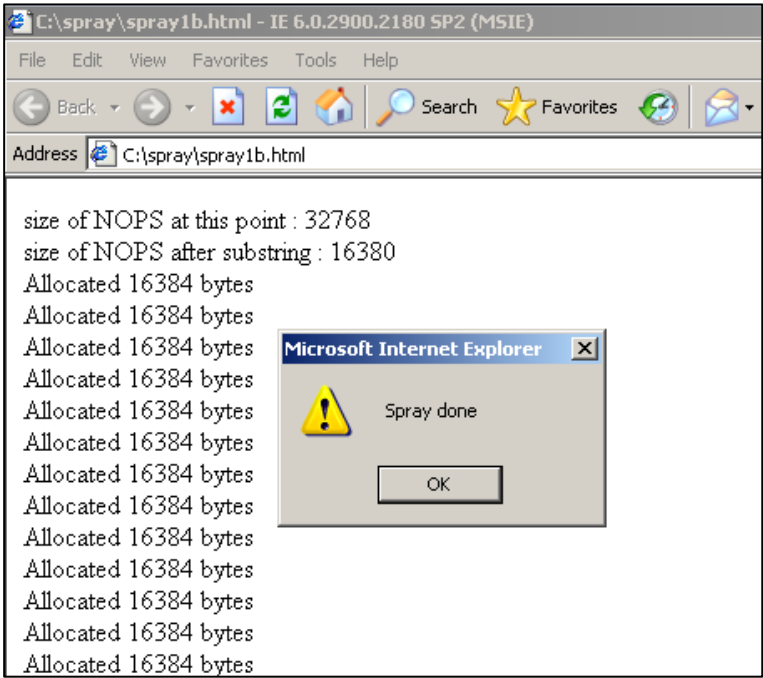 C:\spray\spray1b.html - IE 6.0.2900.2180 SP2 (MSIE)
File Edit View Favorites Tools Help
Back Search Favorites
Address C:\spray\spray1b.html
size of NOPS at this point : 32768
size of NOPS after substring : 16380
Allocated 16384 bytes
Allocated 16384 bytes
Allocated 16384 bytes
Allocated 16384 bytes
Allocated 16384 bytes
Allocated 16384 bytes
Allocated 16384 bytes
Allocated 16384 bytes
Allocated 16384 bytes
Allocated 16384 bytes
Allocated 16384 bytes
Allocated 16384 bytes
Allocated 16384 bytes
Microsoft Internet Explorer
Spray done
OK